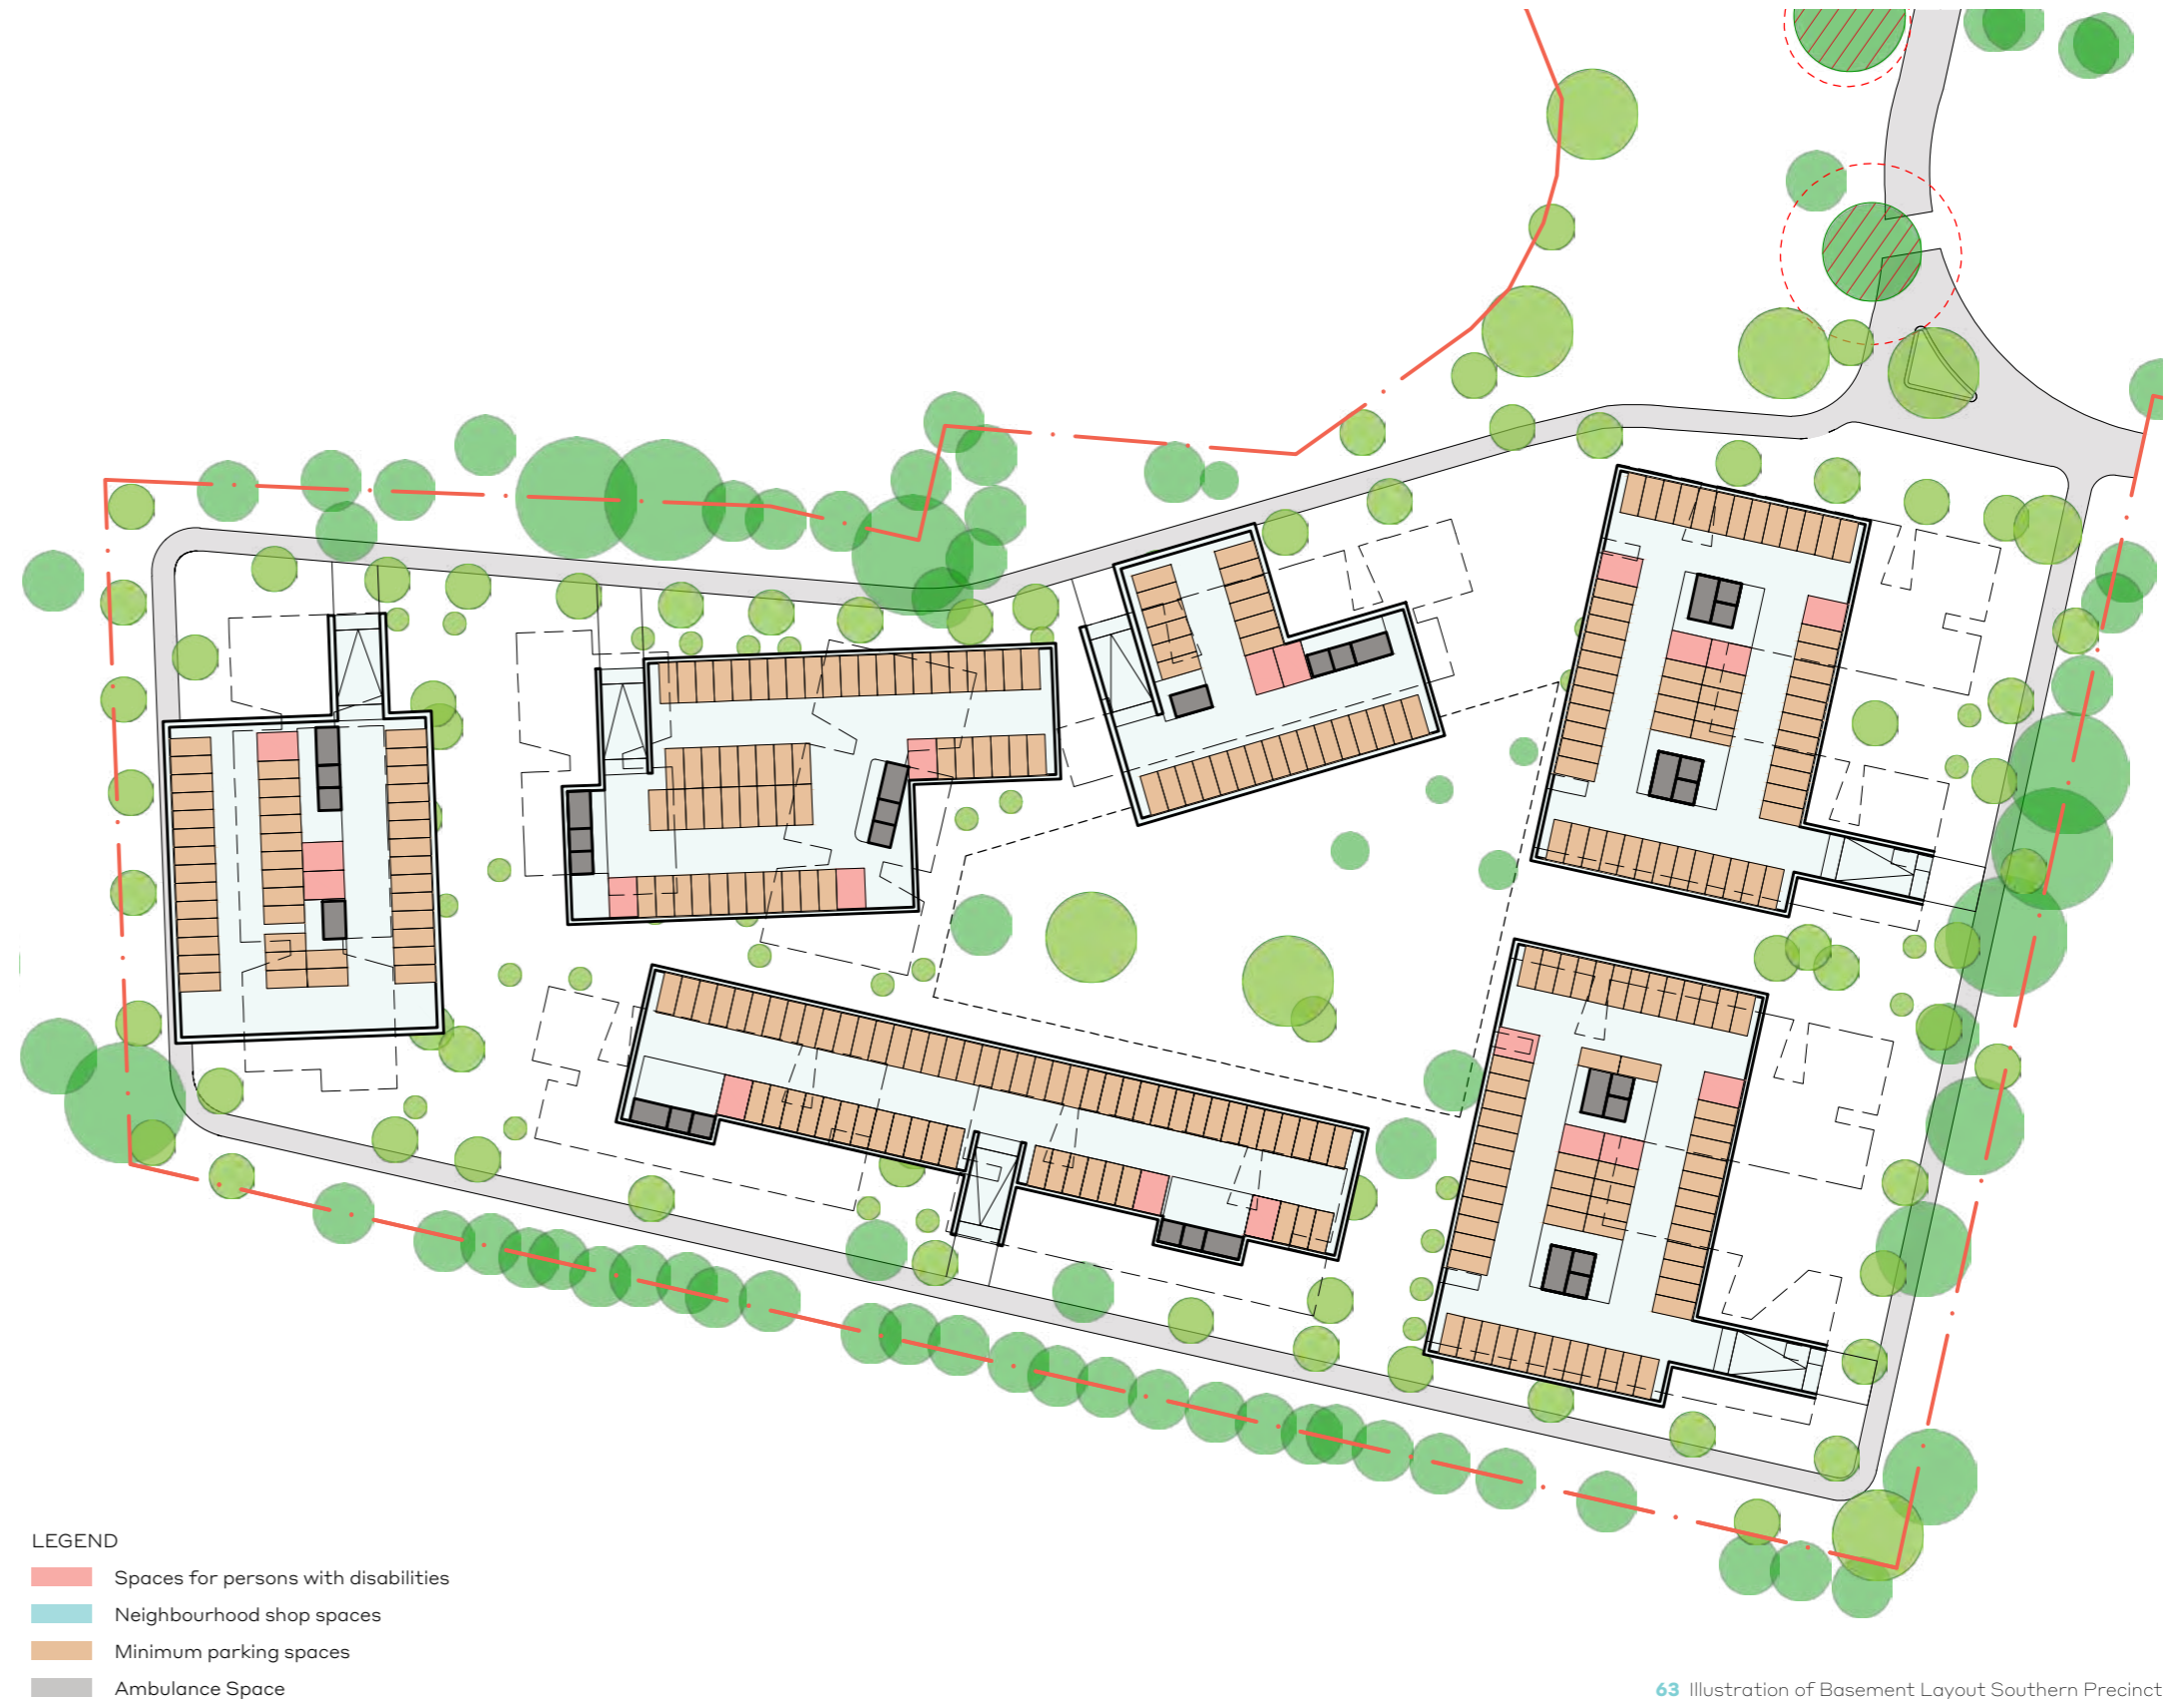 LEGEND
Spaces for persons with disabilities
Neighbourhood shop spaces
Minimum parking spaces
Ambulance Space
63 Illustration of Basement Layout Southern Precinct